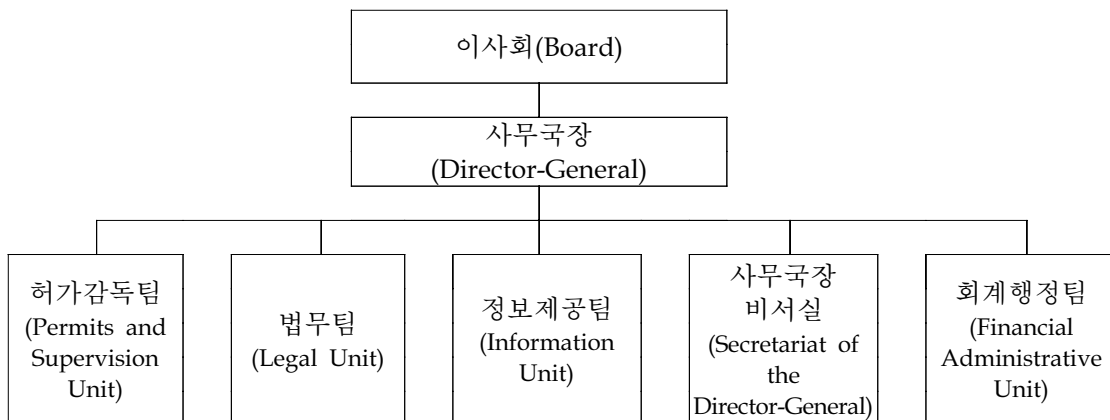 이사회(Board)
사무국장
(Director-General)
허가감독팀
(Permits and
Supervision
Unit)
법무팀
(Legal Unit)
정보제공팀
(Information
Unit)
사무국장
비서실
(Secretariat of
the
Director-General)
회계행정팀
(Financial
Administrative
Unit)